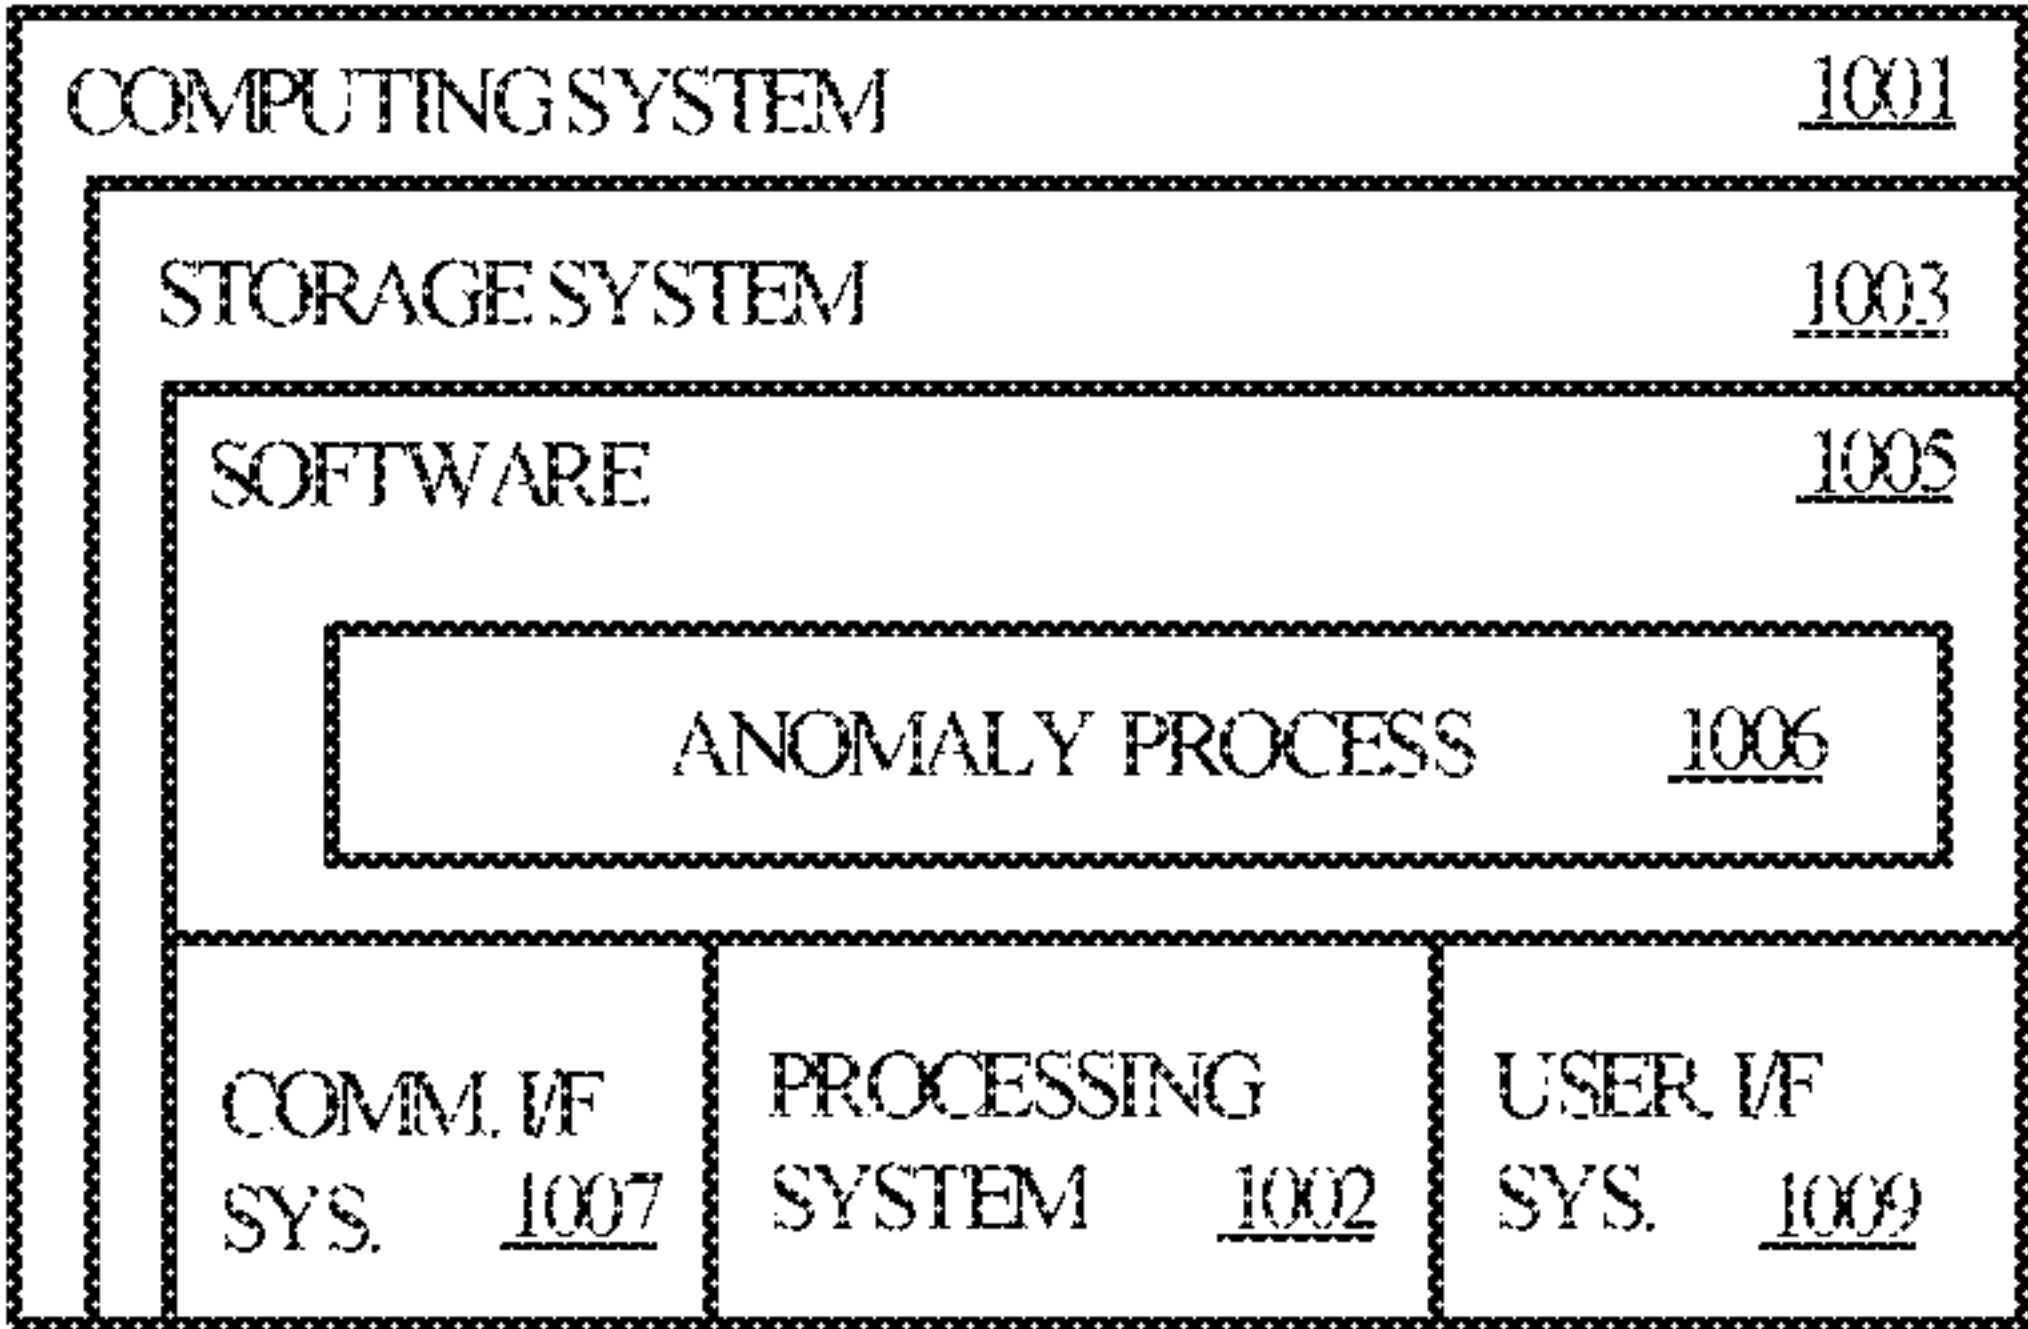 COMPUTING SYSTEM 1001
STORAGE SYSTEM 1003
SOFTWARE 1005
ANOMALY PROCESS 1006
COMM. I/F
SYS. 1007
PROCESSING
SYSTEM 1002
USER. I/F
SYS. 1009